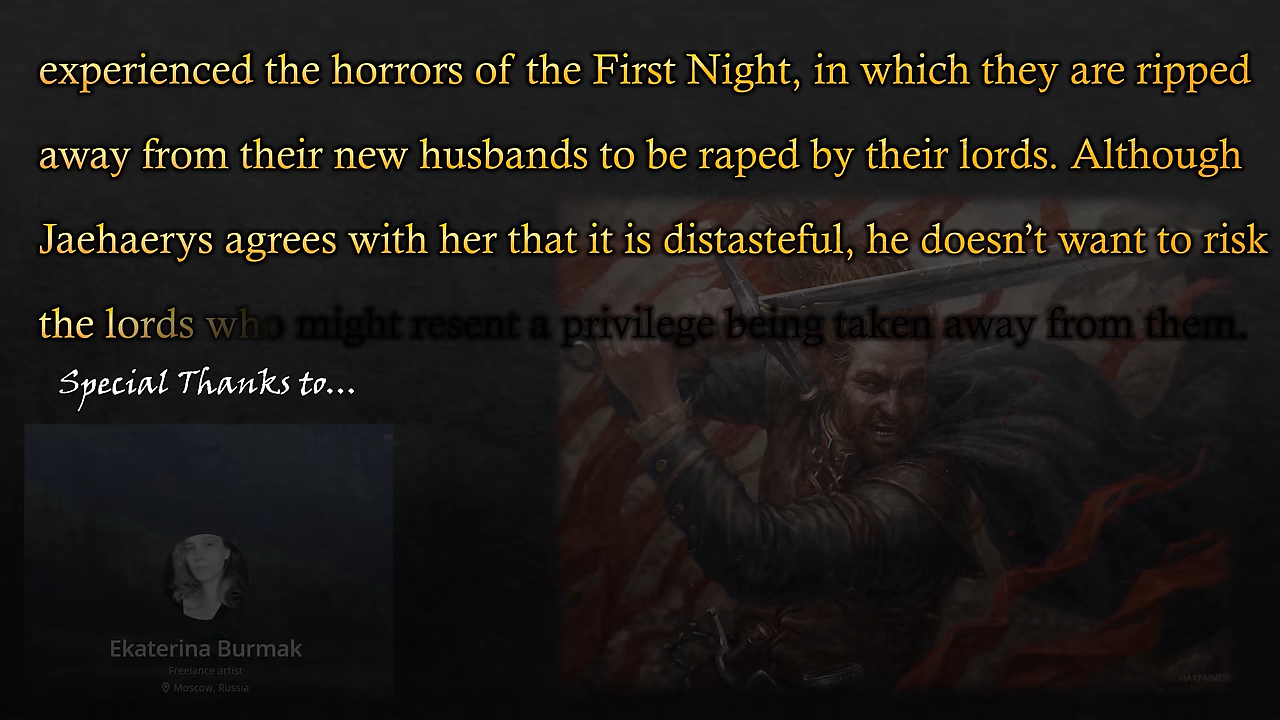 experienced the horrors of the First Night, in which they are ripped
away from their new husbands to be raped by their lords. Although
Jaehaerys agrees with her that it is distasteful, he doesn’t want to risk
the lords who might resent a privilege being taken away from them.
Special Thanks to...
Ekaterina Burmak
Freelance artist
Moscow, Russia